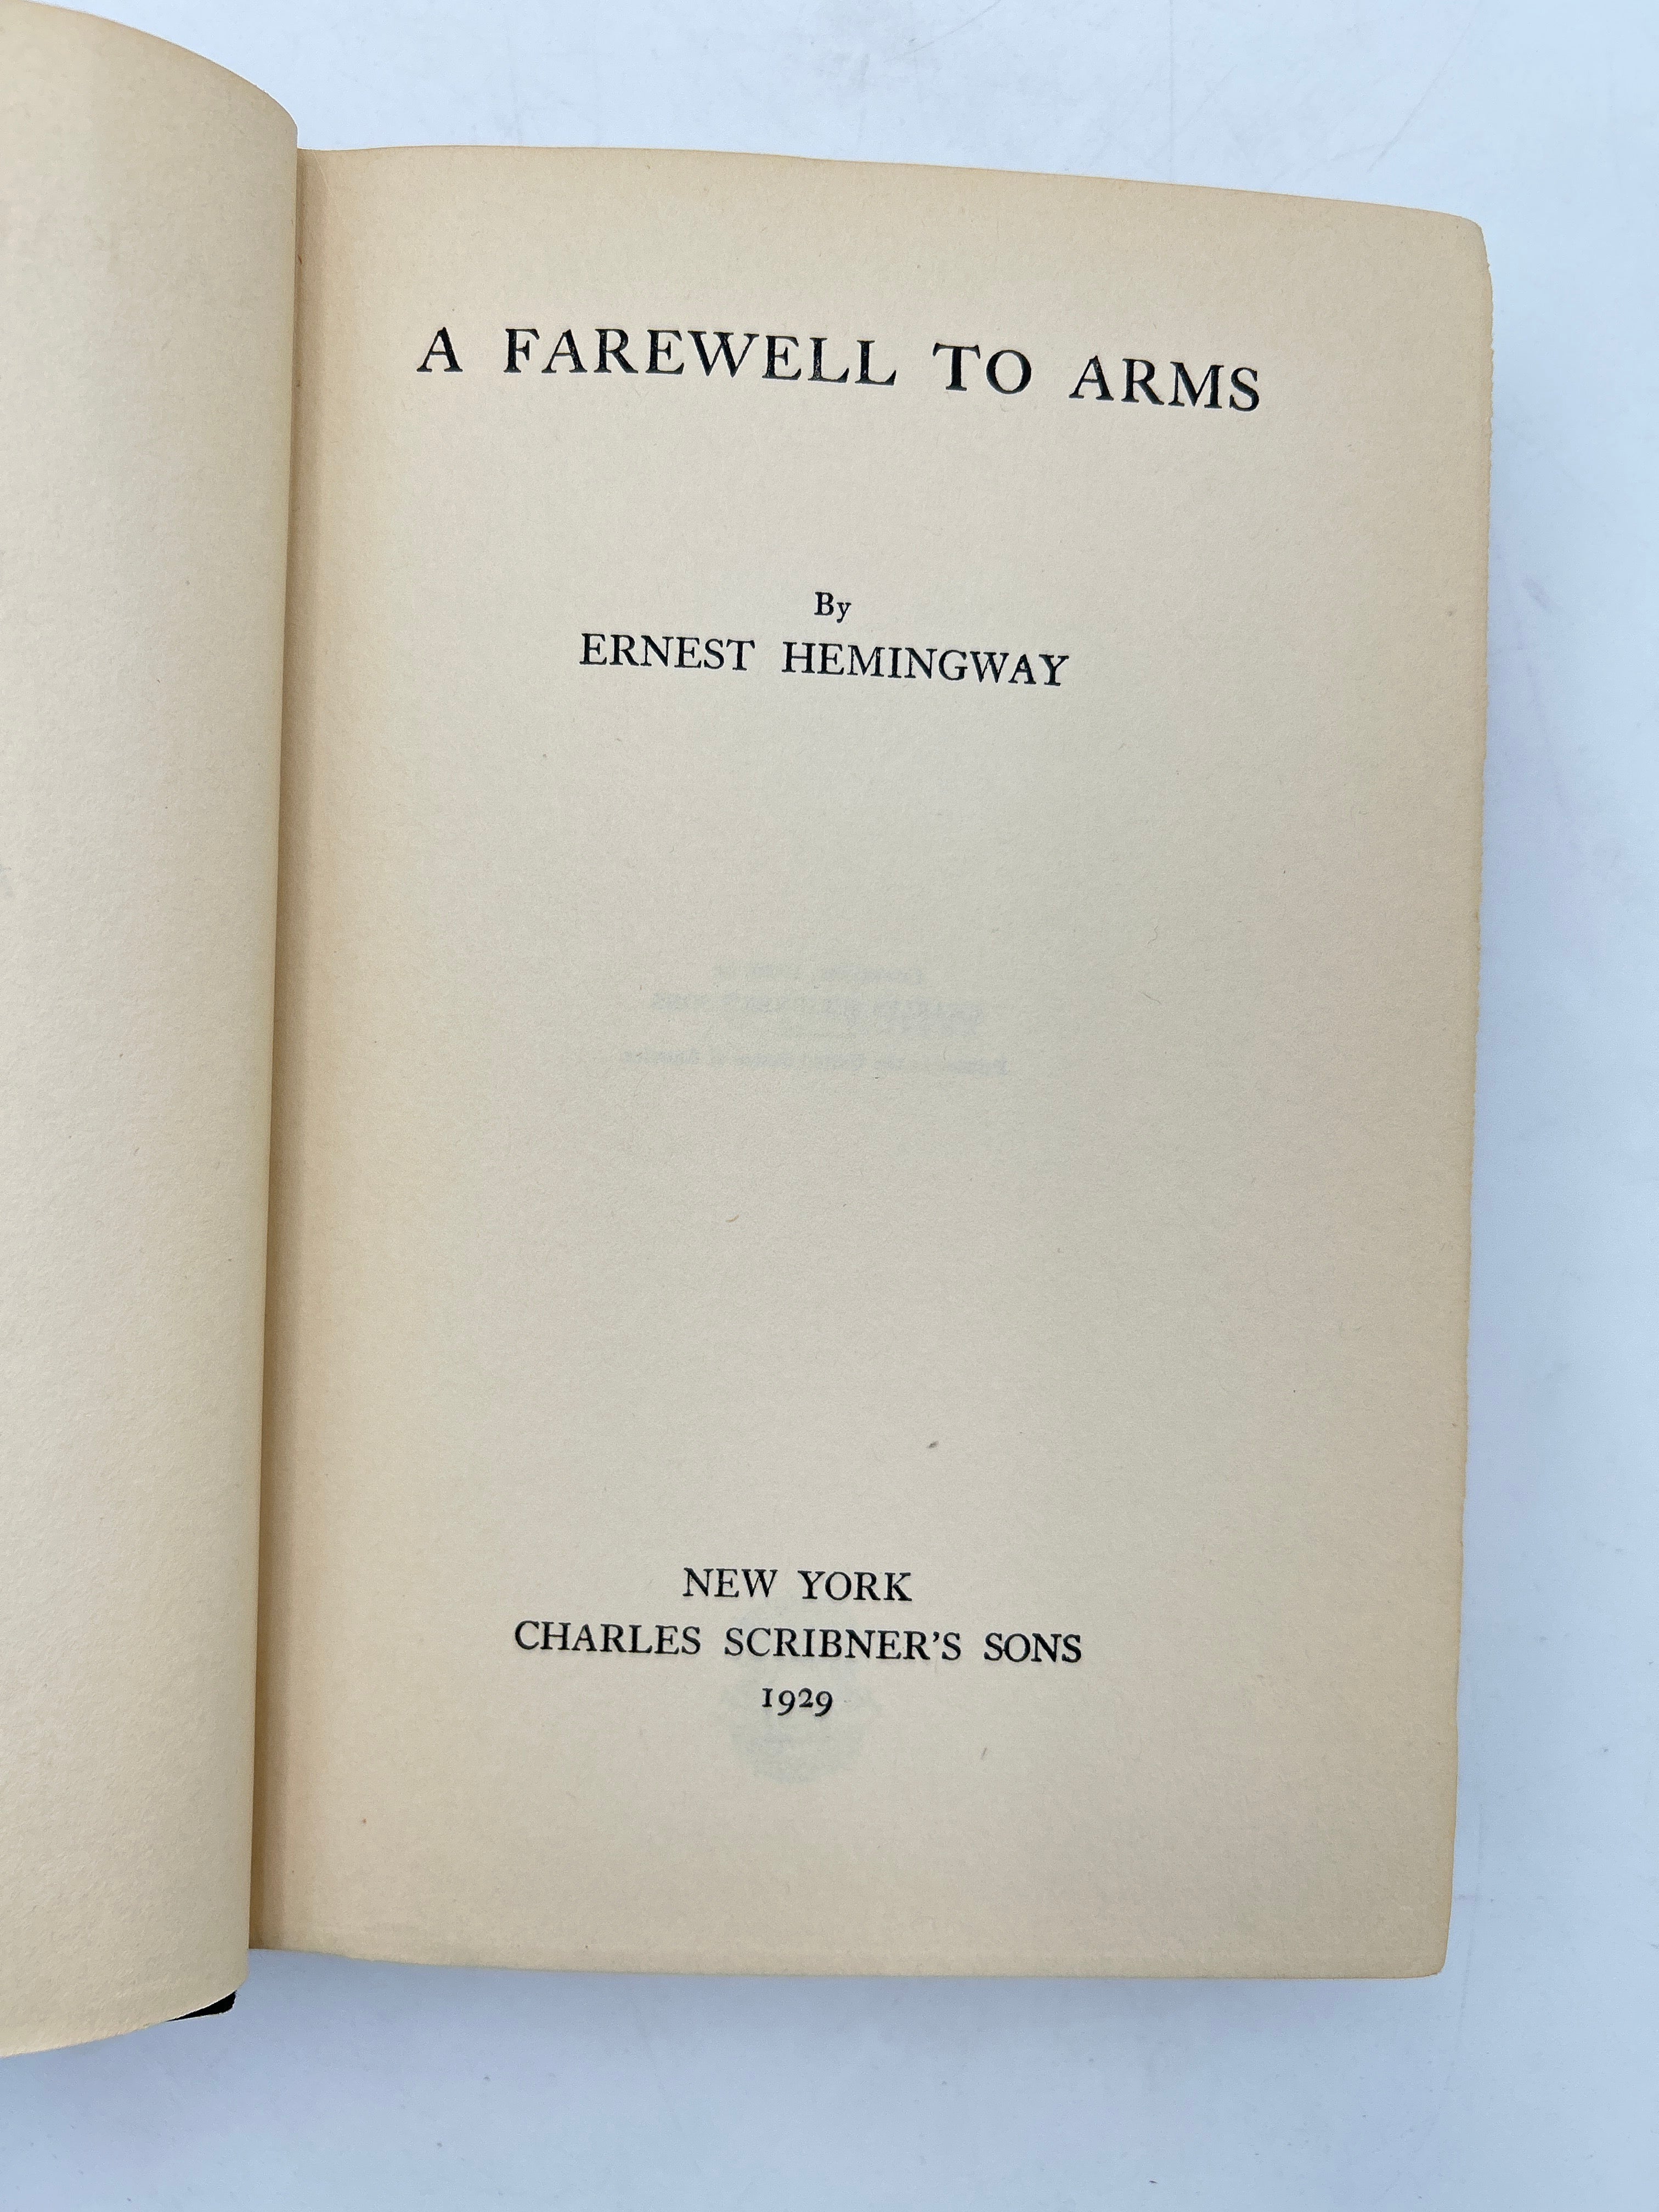 A FAREWELL TO ARMS
By
ERNEST HEMINGWAY
NEW YORK
CHARLES SCRIBNER'S SONS
1929